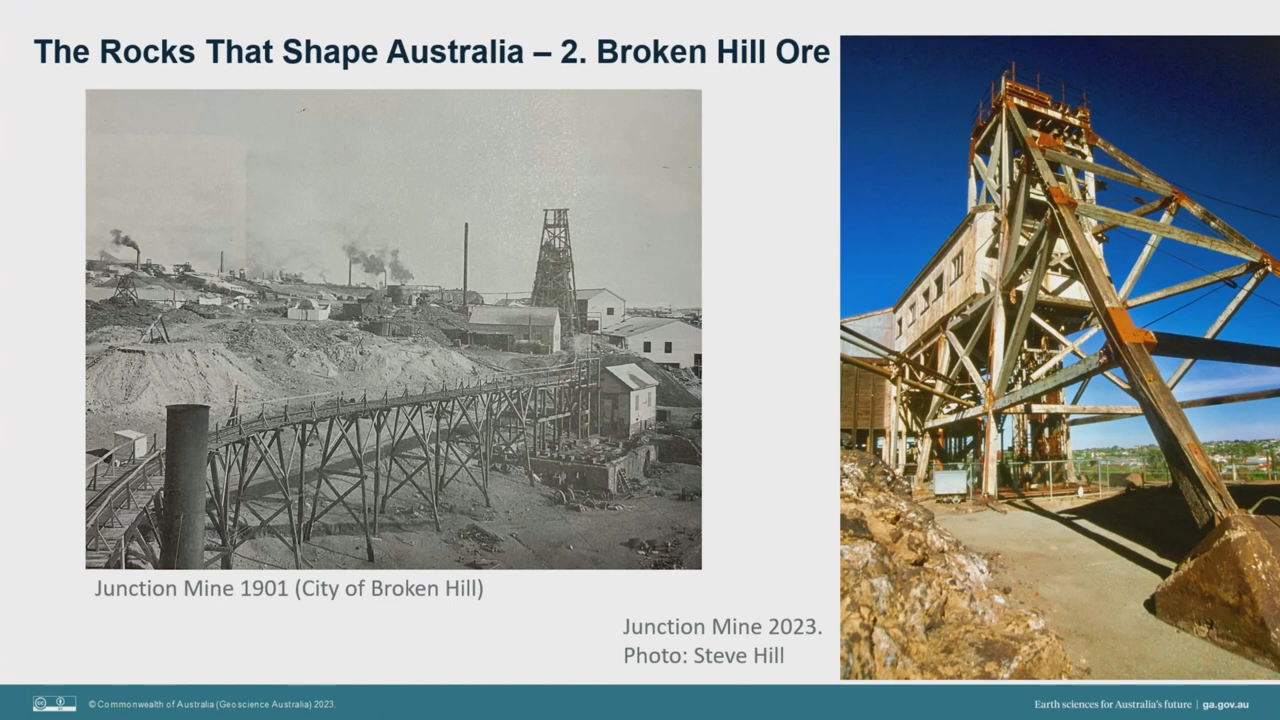 The Rocks That Shape Australia – 2. Broken Hill Ore
Junction Mine 1901 (City of Broken Hill)
Junction Mine 2023.
Photo: Steve Hill
© Commonwealth of Australia (Geoscience Australia) 2023.
Earth sciences for Australia's future | ga.gov.au